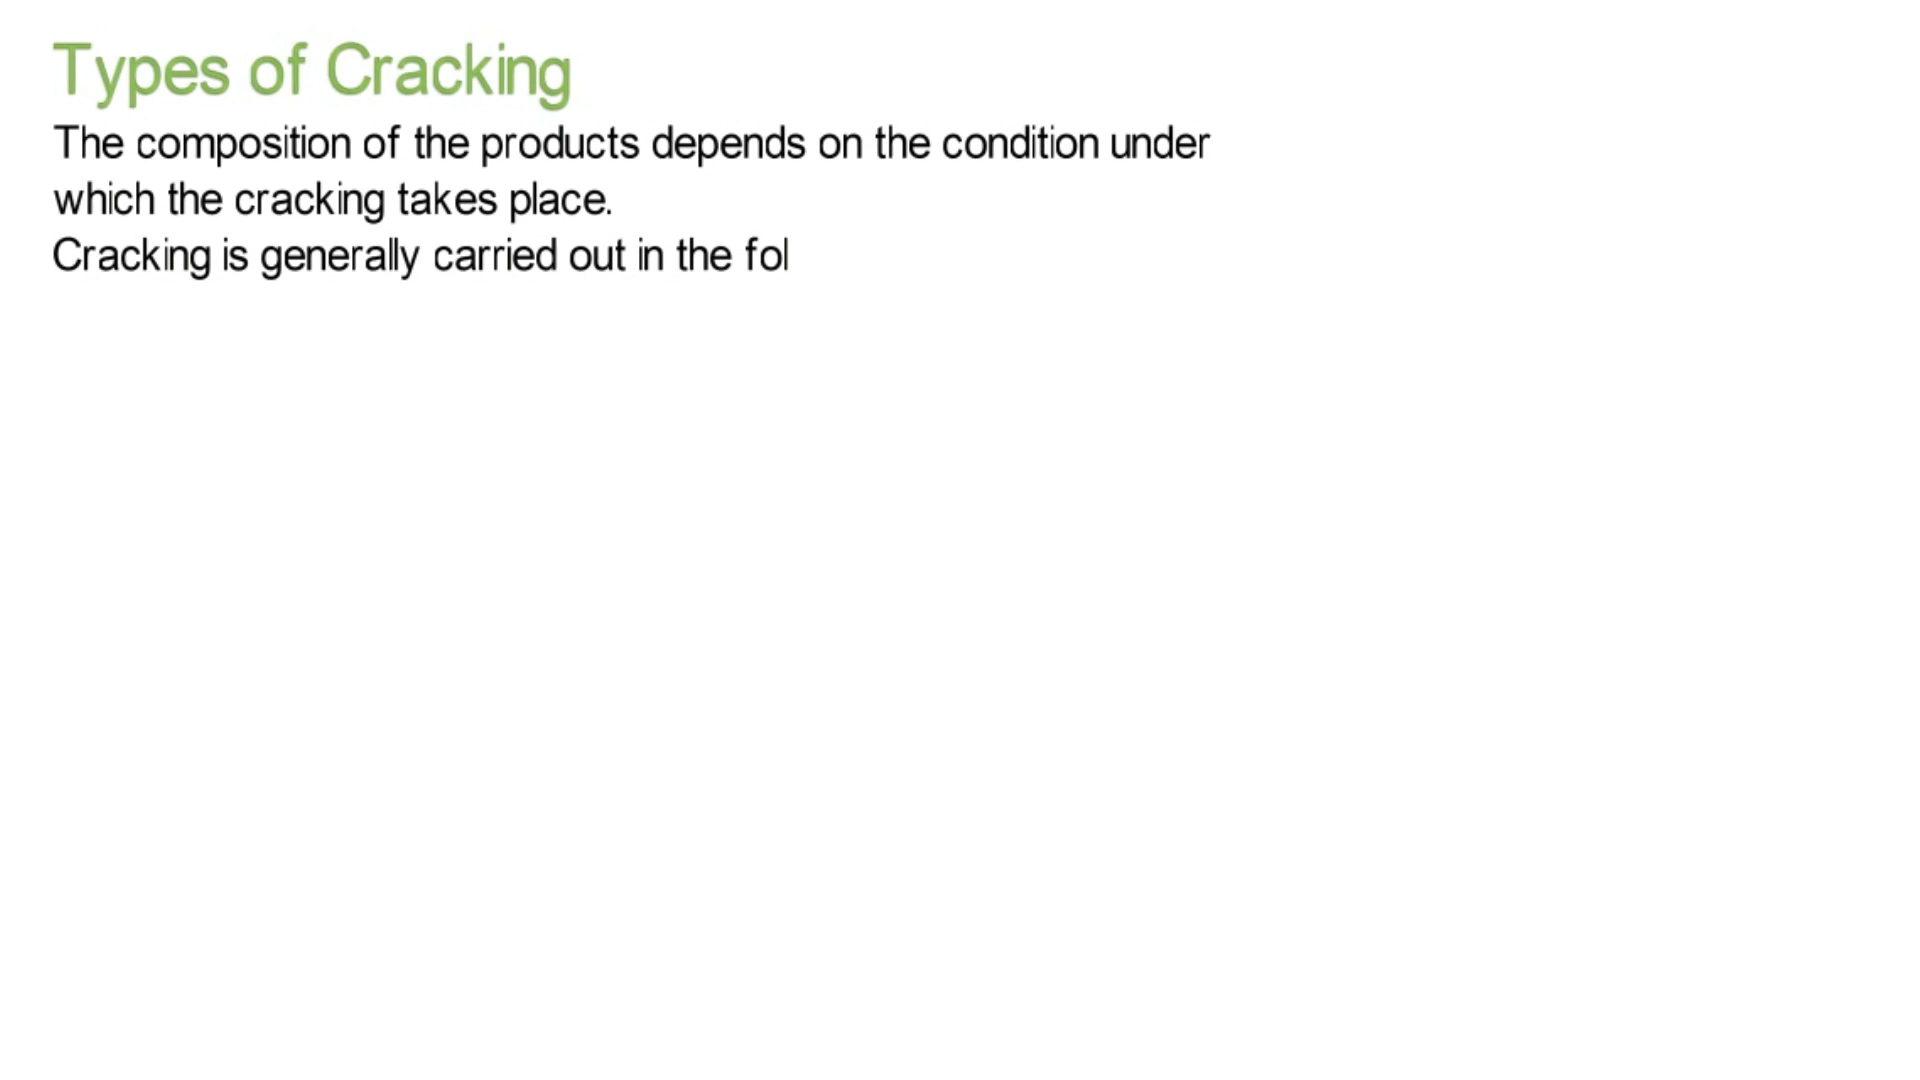 Types of Cracking
The composition of the products depends on the condition under
which the cracking takes place.
Cracking is generally carried out in the fol